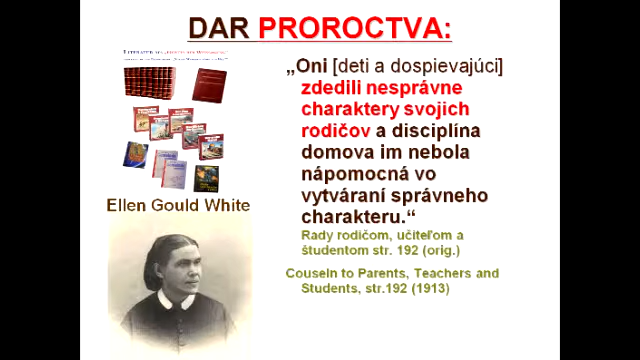 DAR PROROCTVA:
„Oni [deti a dospievajúci]
zdedili nesprávne
charaktery svojich
rodičov a disciplína
domova im nebola
nápomocná vo
vytváraní správneho
charakteru.“
Rady rodičom, učiteľom a
študentom str. 192 (orig.)
Couseln to Parents, Teachers and
Students, str.192 (1913)
Ellen Gould White